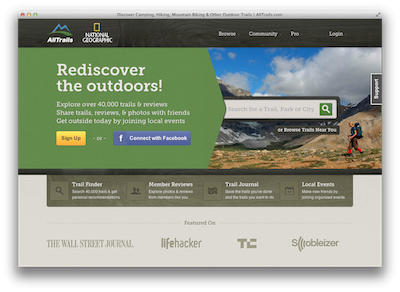 Discover Camping, Hiking, Mountain Biking & Other Outdoor Trails | AllTrails.com
AllTrails
NATIONAL
GEOGRAPHIC
Browse
Community
Pro
Login
Rediscover
the outdoors!
Explore over 40,000 trails & reviews
Share trails, reviews, & photos with friends
Get outside today by joining local events
Sign Up
- or -
f Connect with Facebook
Search for a Trail, Park or City
or Browse Trails Near You
Support
Trail Finder
Search 40,000 trails & get
personal recommendations
Member Reviews
Explore photos & reviews
from members like you
Trail Journal
Save the trails you've done
and the trails you want to do.
Local Events
Make new friends by
joining organized events
Featured On
THE WALL STREET JOURNAL.
lifehacker
TC
Scobleizer